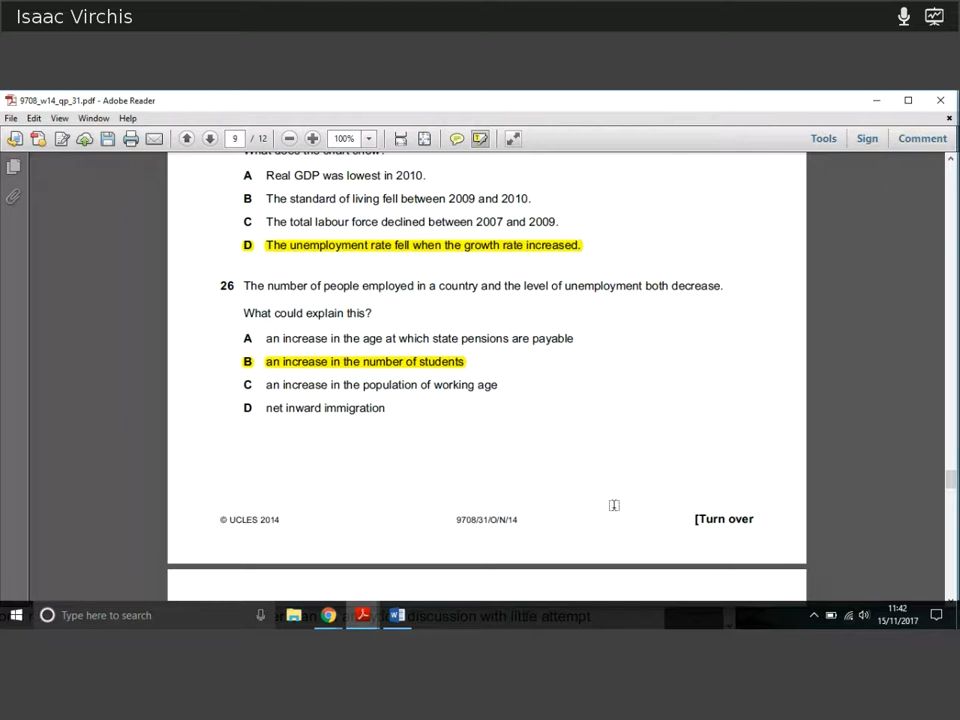 Isaac Virchis
9708_w14_qp_31.pdf - Adobe Reader
File Edit View Window Help
9 / 12 100% Tools Sign Comment
What does the chart show?
A Real GDP was lowest in 2010.
B The standard of living fell between 2009 and 2010.
C The total labour force declined between 2007 and 2009.
D The unemployment rate fell when the growth rate increased.
26 The number of people employed in a country and the level of unemployment both decrease.
What could explain this?
A an increase in the age at which state pensions are payable
B an increase in the number of students
C an increase in the population of working age
D net inward immigration
© UCLES 2014 9708/31/O/N/14 [Turn over
Type here to search
discussion with little attempt
11:42
15/11/2017